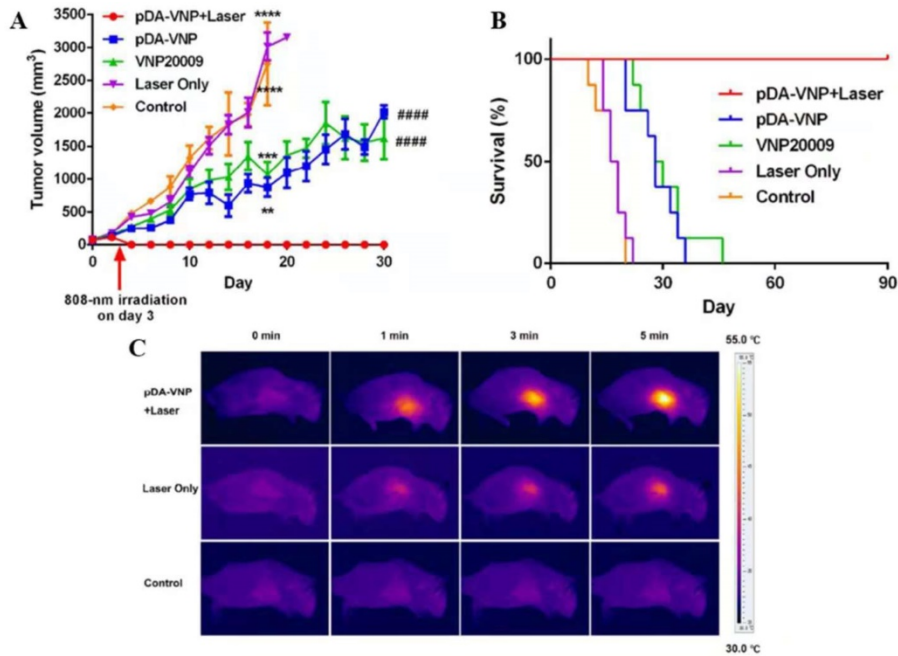 A
pDA-VNP+Laser
pDA-VNP
VNP20009
Laser Only
Control
Tumor volume (mm³)
3500
3000
2500
2000
1500
1000
500
0
****
****
***
**
####
####
0
10
20
30
Day
808-nm irradiation
on day 3
B
Survival (%)
100
50
0
pDA-VNP+Laser
pDA-VNP
VNP20009
Laser Only
Control
0
30
60
90
Day
C
0 min
1 min
3 min
5 min
55.0 °C
pDA-VNP
+Laser
Laser Only
Control
30.0 °C